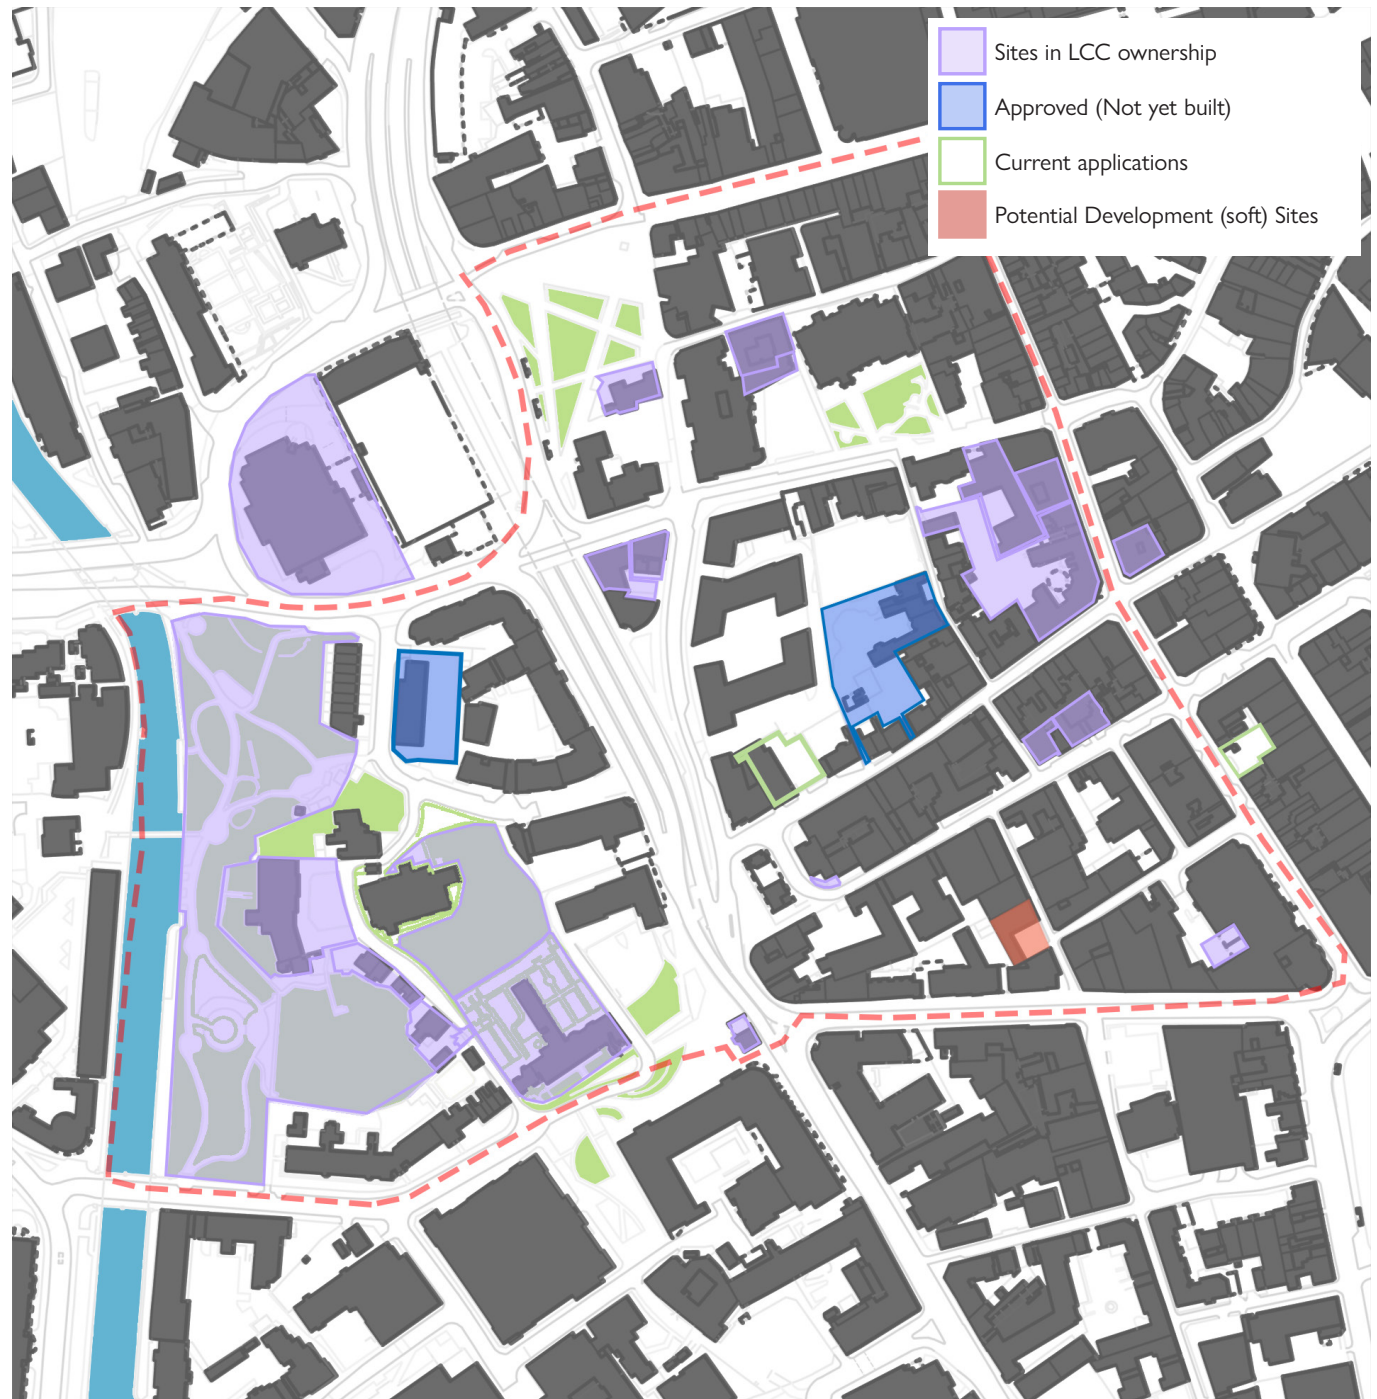 Sites in LCC ownership
Approved (Not yet built)
Current applications
Potential Development (soft) Sites